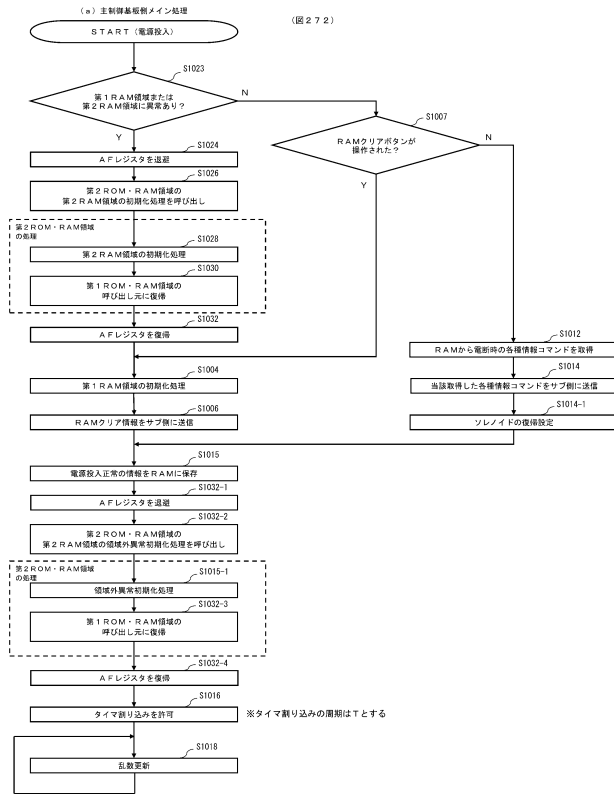 (a)主制御基板側メイン処理
(図272)
START(電源投入)
S1023
第1RAM領域または
第2RAM領域に異常あり?
N
Y
S1007
RAMクリアボタンが
操作された?
N
Y
S1024
AFレジスタを退避
S1026
第2ROM・RAM領域の
第2RAM領域の初期化処理を呼び出し
第2ROM・RAM領域
の処理
S1028
第2RAM領域の初期化処理
S1030
第1ROM・RAM領域の
呼び出し元に復帰
S1032
AFレジスタを復帰
S1012
RAMから電断時の各種情報コマンドを取得
S1004
第1RAM領域の初期化処理
S1014
当該取得した各種情報コマンドをサブ側に送信
S1006
RAMクリア情報をサブ側に送信
S1014-1
ソレノイドの復帰設定
S1015
電源投入正常の情報をRAMに保存
S1032-1
AFレジスタを退避
S1032-2
第2ROM・RAM領域の
第2RAM領域の領域外異常初期化処理を呼び出し
第2ROM・RAM領域
の処理
S1015-1
領域外異常初期化処理
S1032-3
第1ROM・RAM領域の
呼び出し元に復帰
S1032-4
AFレジスタを復帰
S1016
タイマ割り込みを許可
※タイマ割り込みの周期はTとする
S1018
乱数更新